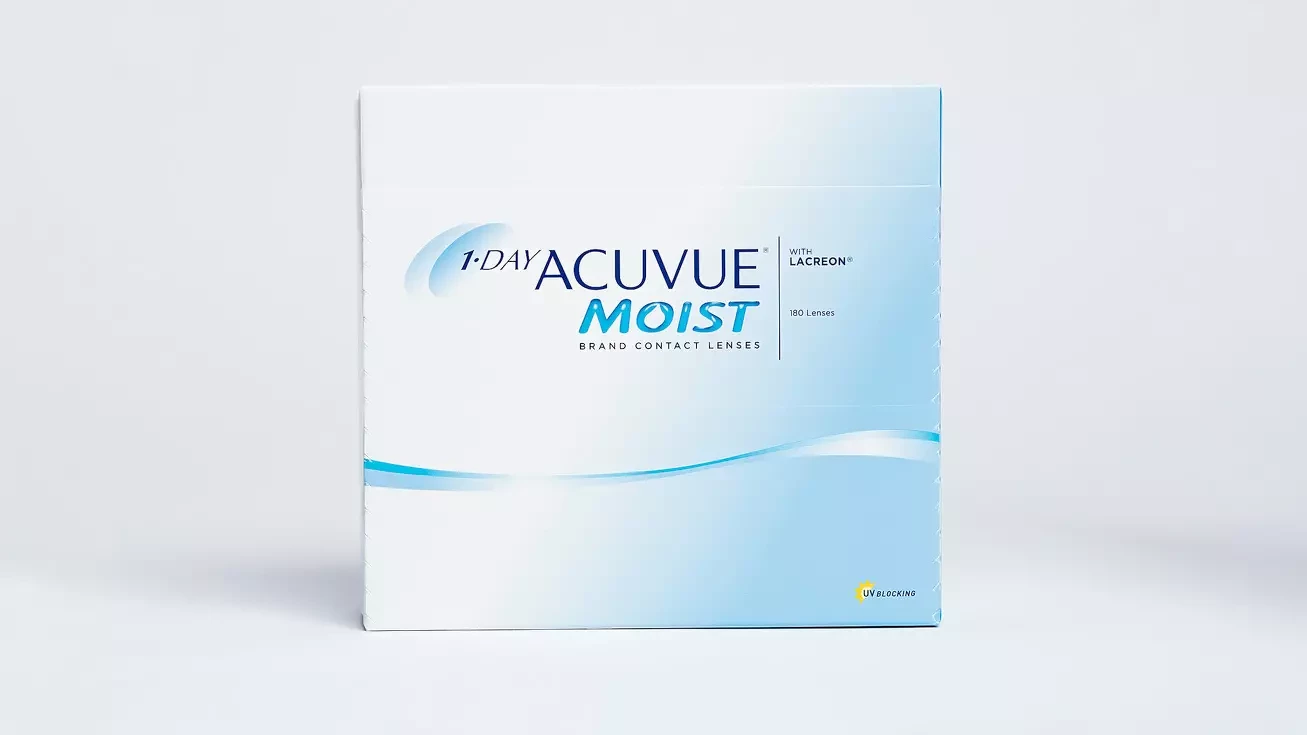 1·DAY ACUVUE®
MOIST
BRAND CONTACT LENSES
WITH
LACREON®
180 Lenses
UV BLOCKING